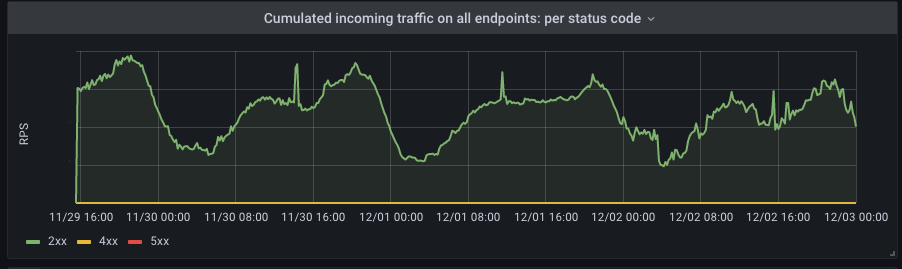 Cumulated incoming traffic on all endpoints: per status code
RPS
11/29 16:00 11/30 00:00 11/30 08:00 11/30 16:00 12/01 00:00 12/01 08:00 12/01 16:00 12/02 00:00 12/02 08:00 12/02 16:00 12/03 00:00
2xx 4xx 5xx